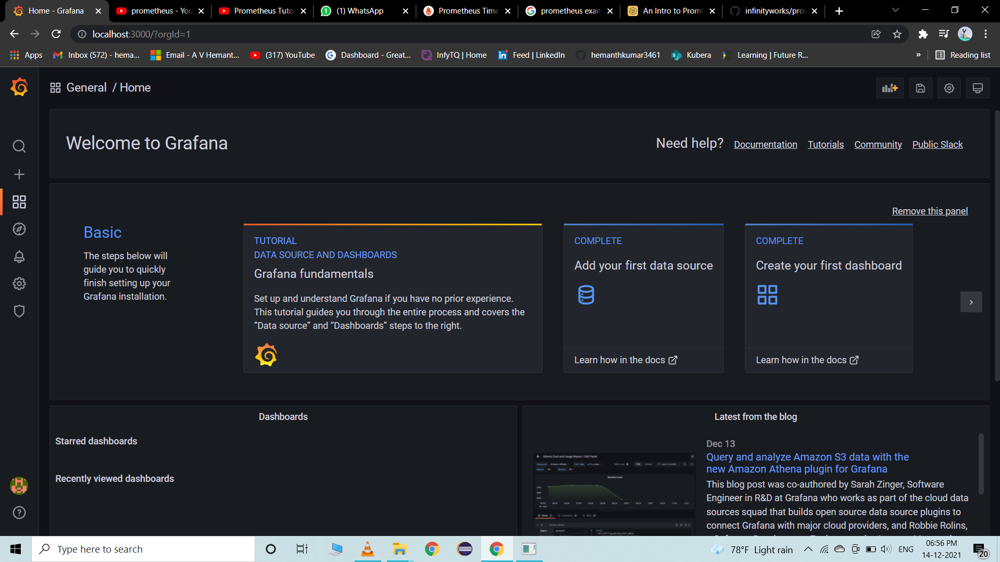 Home - Grafana
prometheus - You
Prometheus Tuto
(1) WhatsApp
Prometheus Time
prometheus exam
An Intro to Prom
infinityworks/pro
localhost:3000/?orgId=1
Apps
Inbox (572) - hema...
Email - A V Hemant...
(317) YouTube
Dashboard - Great...
InfyTQ | Home
Feed | LinkedIn
hemanthkumar3461
Kubera
Learning | Future R...
»
Reading list
General / Home
Welcome to Grafana
Need help?
Documentation
Tutorials
Community
Public Slack
Remove this panel
Basic
The steps below will
guide you to quickly
finish setting up your
Grafana installation.
TUTORIAL
DATA SOURCE AND DASHBOARDS
Grafana fundamentals
Set up and understand Grafana if you have no prior experience.
This tutorial guides you through the entire process and covers the
“Data source” and “Dashboards” steps to the right.
COMPLETE
Add your first data source
Learn how in the docs
COMPLETE
Create your first dashboard
Learn how in the docs
Dashboards
Starred dashboards
Recently viewed dashboards
Latest from the blog
Athena Cost and Usage Report / Edit Panel
Monthly Costs
Dec 13
Query and analyze Amazon S3 data with the
new Amazon Athena plugin for Grafana
This blog post was co-authored by Sarah Zinger, Software
Engineer in R&D at Grafana who works as part of the cloud data
sources squad that builds open source data source plugins to
connect Grafana with major cloud providers, and Robbie Rolins,
Type here to search
78°F Light rain
ENG
06:56 PM
14-12-2021
20